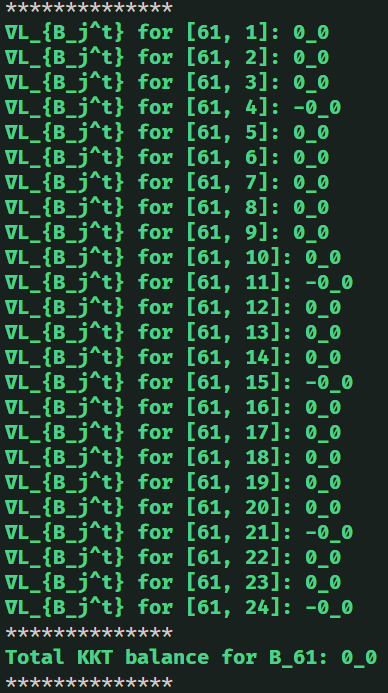 **************
∇L_{B_j^t} for [61, 1]: 0_0
∇L_{B_j^t} for [61, 2]: 0_0
∇L_{B_j^t} for [61, 3]: 0_0
∇L_{B_j^t} for [61, 4]: -0_0
∇L_{B_j^t} for [61, 5]: 0_0
∇L_{B_j^t} for [61, 6]: 0_0
∇L_{B_j^t} for [61, 7]: 0_0
∇L_{B_j^t} for [61, 8]: 0_0
∇L_{B_j^t} for [61, 9]: 0_0
∇L_{B_j^t} for [61, 10]: 0_0
∇L_{B_j^t} for [61, 11]: -0_0
∇L_{B_j^t} for [61, 12]: 0_0
∇L_{B_j^t} for [61, 13]: 0_0
∇L_{B_j^t} for [61, 14]: 0_0
∇L_{B_j^t} for [61, 15]: -0_0
∇L_{B_j^t} for [61, 16]: 0_0
∇L_{B_j^t} for [61, 17]: 0_0
∇L_{B_j^t} for [61, 18]: 0_0
∇L_{B_j^t} for [61, 19]: 0_0
∇L_{B_j^t} for [61, 20]: 0_0
∇L_{B_j^t} for [61, 21]: -0_0
∇L_{B_j^t} for [61, 22]: 0_0
∇L_{B_j^t} for [61, 23]: 0_0
∇L_{B_j^t} for [61, 24]: -0_0
**************
Total KKT balance for B_61: 0_0
**************